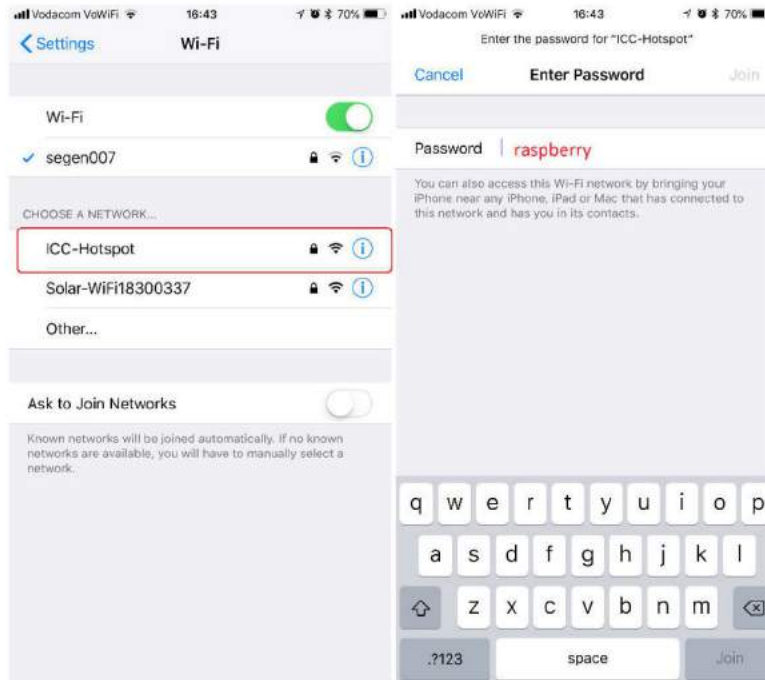 Vodacom VoWiFi 16:43 70%
Settings Wi-Fi
Wi-Fi
segen007
CHOOSE A NETWORK...
ICC-Hotspot
Solar-WiFi18300337
Other...
Ask to Join Networks
Known networks will be joined automatically. If no known
networks are available, you will have to manually select a
network.
Vodacom VoWiFi 16:43 70%
Enter the password for "ICC-Hotspot"
Cancel Enter Password Join
Password raspberry
You can also access this Wi-Fi network by bringing your
iPhone near any iPhone, iPad or Mac that has connected to
this network and has you in its contacts.
q w e r t y u i o p
a s d f g h j k l
z x c v b n m
.?123 space Join